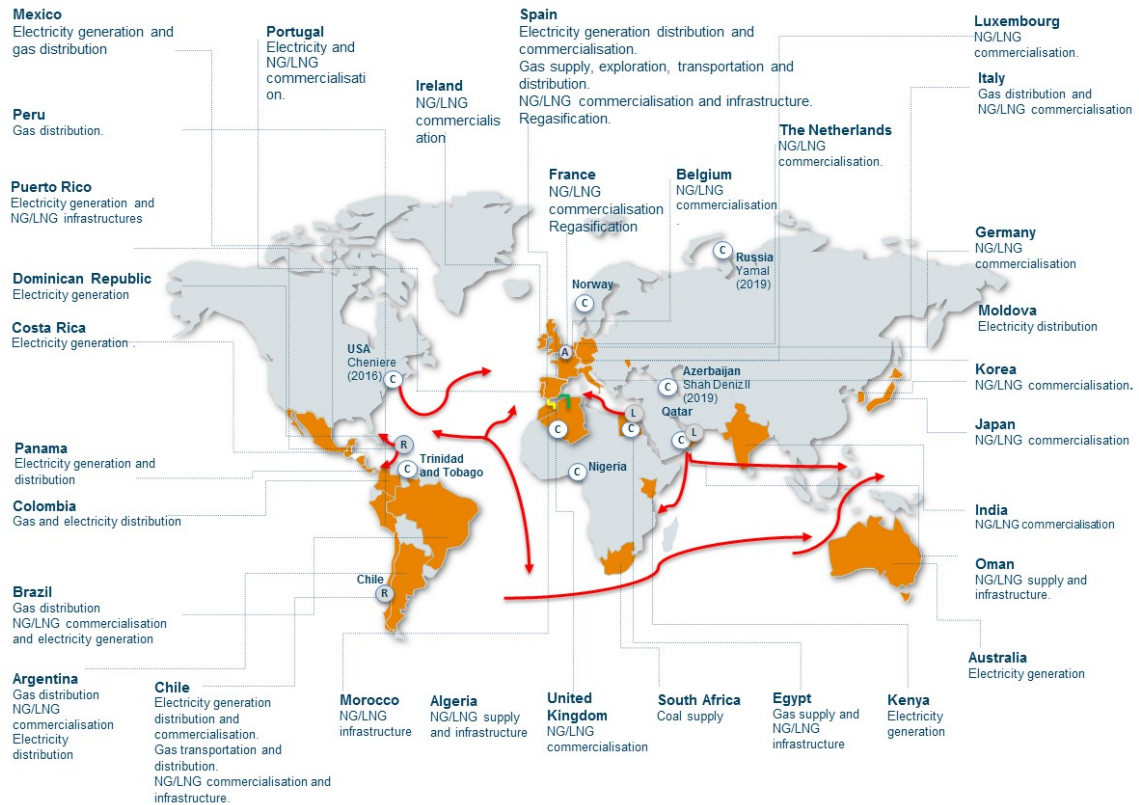 Mexico
Electricity generation and
gas distribution
Portugal
Electricity and
NG/LNG
commercialisati
on.
Ireland
NG/LNG
commercialis
ation
Spain
Electricity generation distribution and
commercialisation.
Gas supply, exploration, transportation and
distribution.
NG/LNG commercialisation and infrastructure.
Regasification.
Luxembourg
NG/LNG
commercialisation.
Italy
Gas distribution and
NG/LNG commercialisation
Peru
Gas distribution.
The Netherlands
NG/LNG
commercialisation.
Puerto Rico
Electricity generation and
NG/LNG infrastructures
France
NG/LNG
commercialisation
Regasification
Belgium
NG/LNG
commercialisation
.
Germany
NG/LNG
commercialisation
Dominican Republic
Electricity generation
Costa Rica
Electricity generation .
Moldova
Electricity distribution
Korea
NG/LNG commercialisation.
Japan
NG/LNG commercialisation
C
Russia
Yamal
(2019)
Norway
C
A
USA
Cheniere
(2016)
C
Azerbaijan
Shah Deniz II
(2019)
C
L
Qatar
C
C
L
C
R
C
Trinidad
and Tobago
C
Nigeria
Chile
R
Panama
Electricity generation and
distribution
Colombia
Gas and electricity distribution
Brazil
Gas distribution
NG/LNG commercialisation
and electricity generation
India
NG/LNG commercialisation
Oman
NG/LNG supply and
infrastructure.
Australia
Electricity generation
Argentina
Gas distribution
NG/LNG
commercialisation
Electricity
distribution
Chile
Electricity generation
distribution and
commercialisation.
Gas transportation and
distribution.
NG/LNG commercialisation and
infrastructure.
Morocco
NG/LNG
infrastructure
Algeria
NG/LNG supply
and infrastructure
United
Kingdom
NG/LNG
commercialisation
South Africa
Coal supply
Egypt
Gas supply and
NG/LNG
infrastructure
Kenya
Electricity
generation